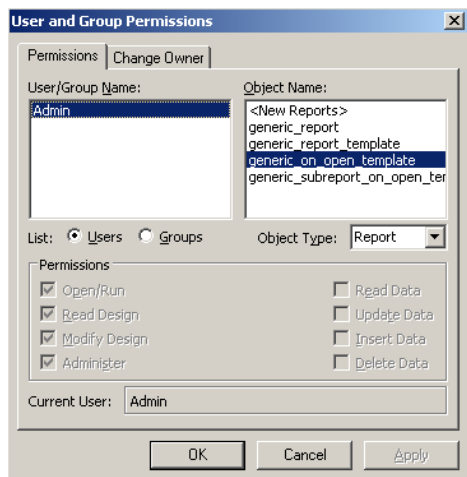 User and Group Permissions
Permissions
Change Owner
User/Group Name:
Admin
Object Name:
<New Reports>
generic_report
generic_report_template
generic_on_open_template
generic_subreport_on_open_ter
List: Users Groups
Object Type: Report
Permissions
Open/Run
Read Design
Modify Design
Administer
Read Data
Update Data
Insert Data
Delete Data
Current User: Admin
OK Cancel Apply